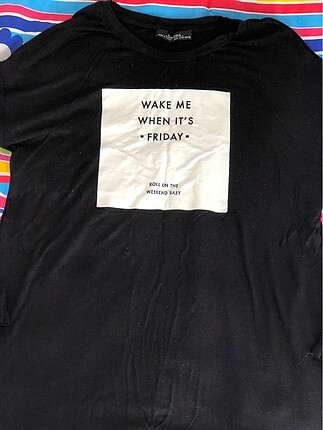 WAKE ME
WHEN IT'S
- FRIDAY -
ROLL ON THE
WEEKEND BABY